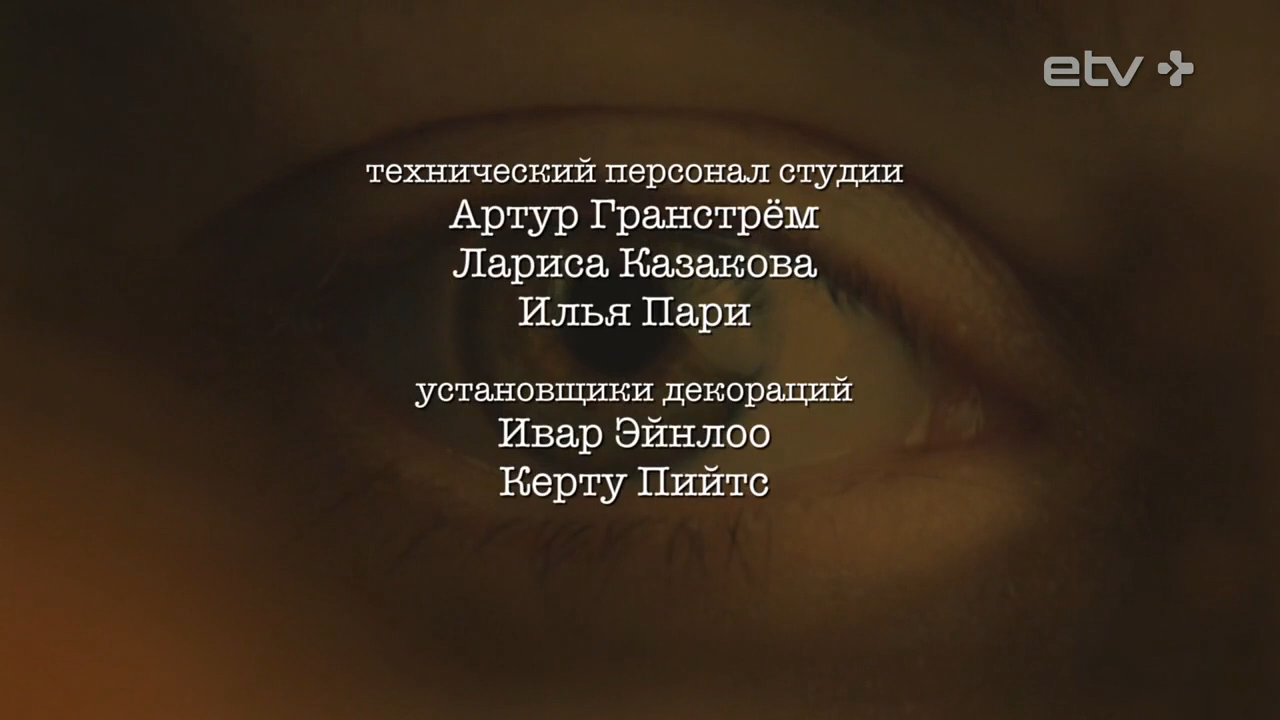 etv
технический персонал студии
Артур Гранстрём
Лариса Казакова
Илья Пари
установщики декораций
Ивар Эйнлоо
Керту Пийтс